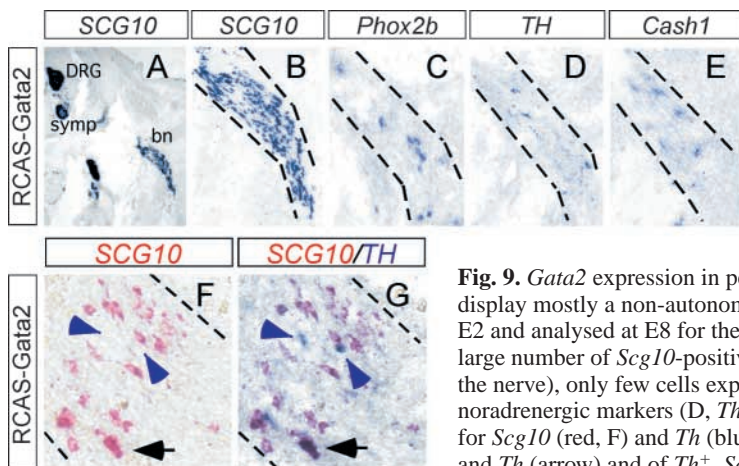 SCG10 SCG10 Phox2b TH Cash1
RCAS-Gata2
A B C D E
DRG
symp
bn
SCG10 SCG10/TH
RCAS-Gata2
F G
Fig. 9. Gata2 expression in pe
display mostly a non-autonon
E2 and analysed at E8 for the
large number of Scg10-positiv
the nerve), only few cells exp
noradrenergic markers (D, Th
for Scg10 (red, F) and Th (blu
and Th (arrow) and of Th+, Sc